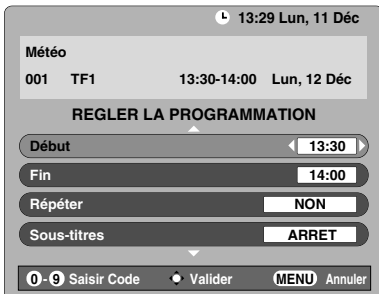 13:29 Lun, 11 Déc
Météo
001 TF1 13:30-14:00 Lun, 12 Déc
REGLER LA PROGRAMMATION
Début 13:30
Fin 14:00
Répéter NON
Sous-titres ARRET
0-9 Saisir Code Valider MENU Annuler